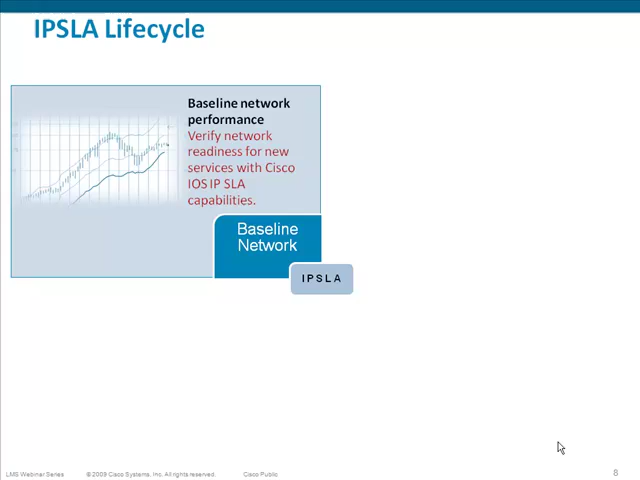 IPSLA Lifecycle
Baseline network
performance
Verify network
readiness for new
services with Cisco
IOS IP SLA
capabilities.
Baseline
Network
IPSLA
LMS Webinar Series © 2009 Cisco Systems, Inc. All rights reserved. Cisco Public 8